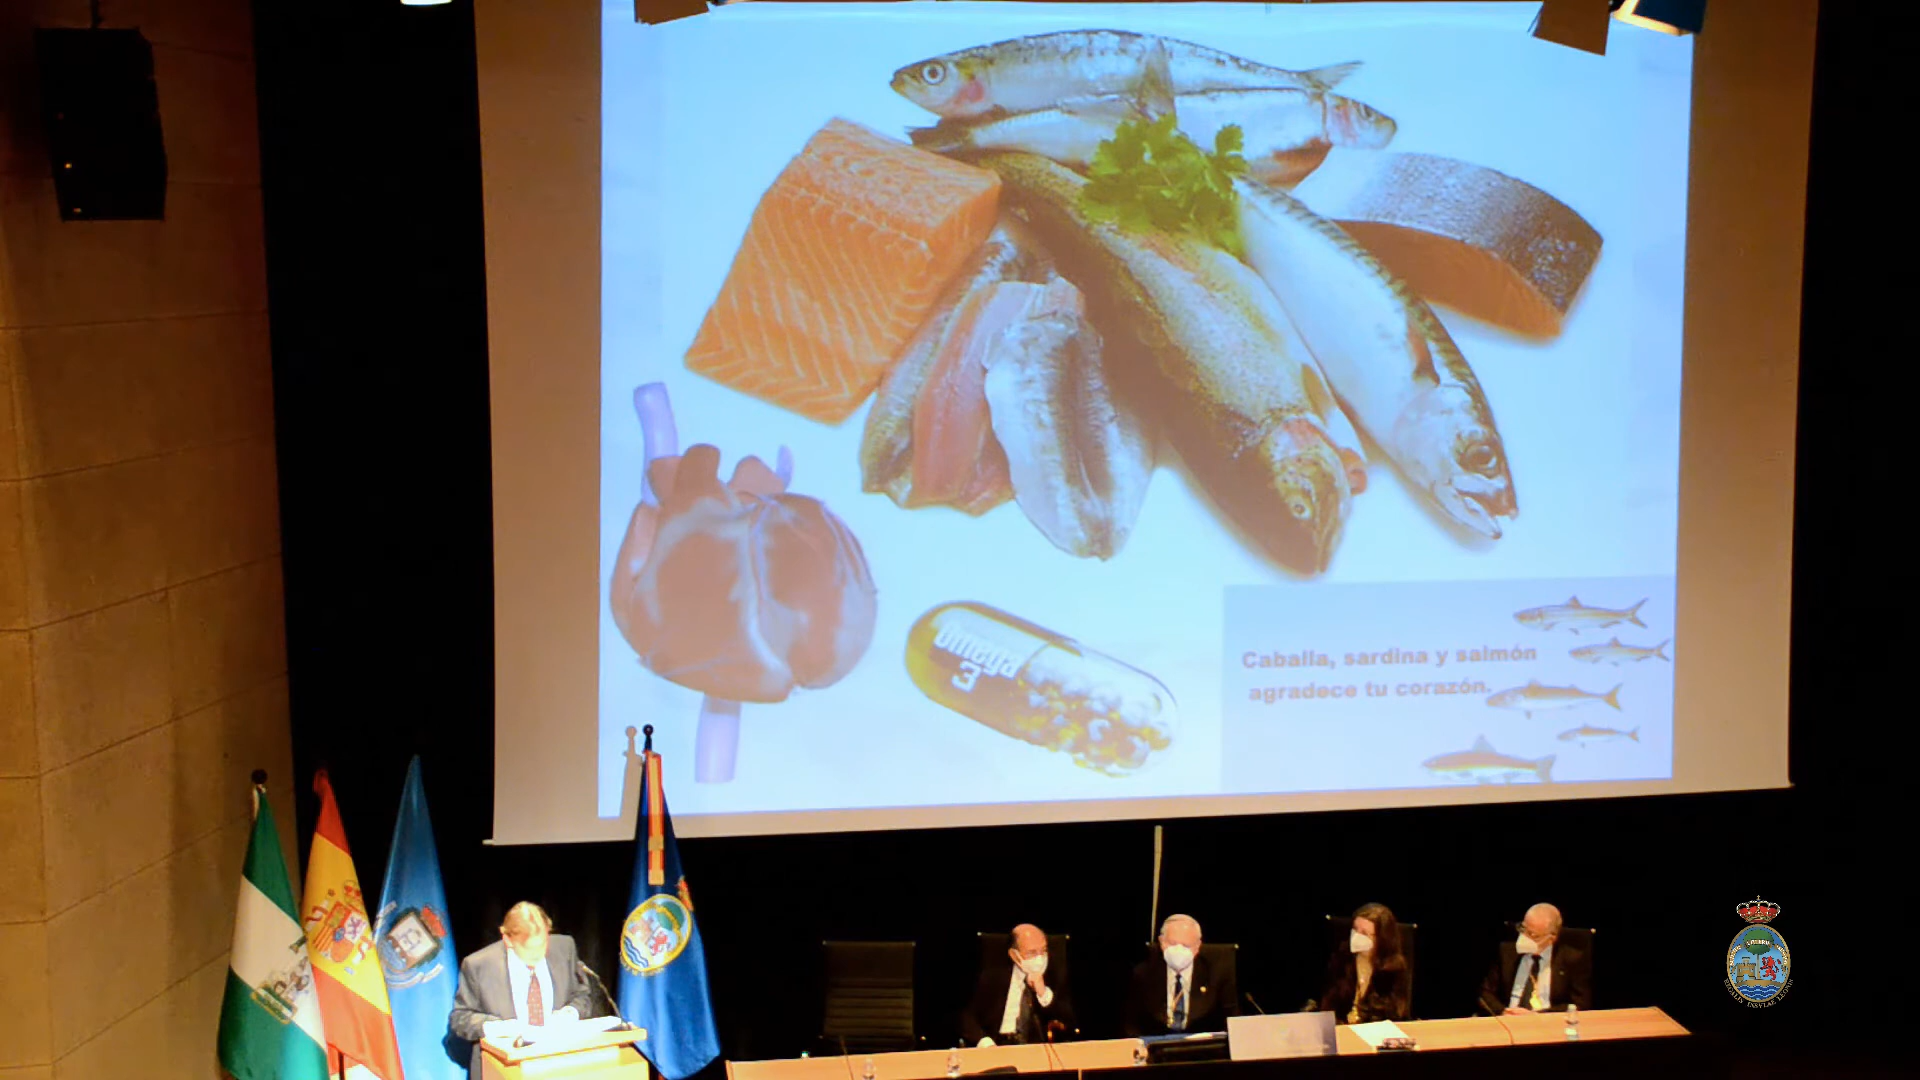 omega
3
Caballa, sardina y salmón
agradece tu corazón.